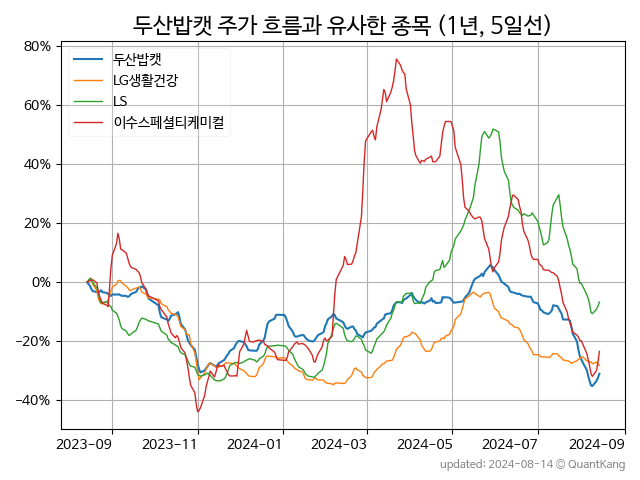 두산밥캣 주가 흐름과 유사한 종목 (1년, 5일선)
두산밥캣
LG생활건강
LS
이수스페셜티케미컬
80%
60%
40%
20%
0%
−20%
−40%
2023-09 2023-11 2024-01 2024-03 2024-05 2024-07 2024-09
updated: 2024-08-14 © QuantKang